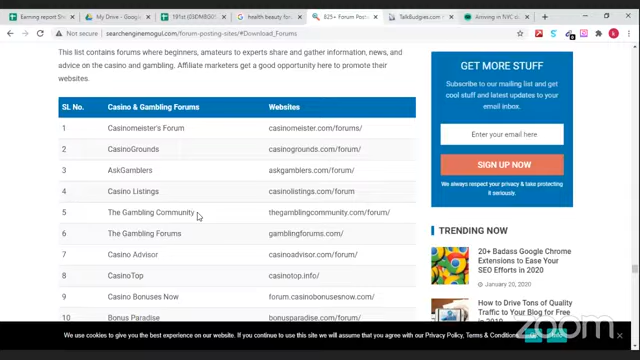 Earning report Sh
My Drive - Goog
191st (03IDMBG05
health beauty foru
825+ Forum Post
TalkBudgies.com
Arriving in NYC s
searchenginemogul.com/forum-posting-sites/#Download_Forums
This list contains forums where beginners, amateurs to experts share and gather information, news, and
advice on the casino and gambling. Affiliate marketers get a good opportunity here to promote their
websites.
SL No. Casino & Gambling Forums Websites
1 Casinomeister's Forum casinomeister.com/forums/
2 CasinoGrounds casinogrounds.com/forum/
3 AskGamblers askgamblers.com/forum/
4 Casino Listings casinolistings.com/forum
5 The Gambling Community thegamblingcommunity.com/forum/
6 The Gambling Forums gamblingforums.com/
7 Casino Advisor casinoadvisor.com/forum/
8 CasinoTop casinotop.info/
9 Casino Bonuses Now forum.casinobonusesnow.com/
10 Bonus Paradise bonusparadise.com/forum/
GET MORE STUFF
Subscribe to our mailing list and get
cool stuff and latest updates to your
email inbox.
Enter your email here
SIGN UP NOW
We always respect your privacy & take protecting
it seriously.
TRENDING NOW
20+ Badass Google Chrome
Extensions to Ease Your
SEO Efforts in 2020
January 20, 2020
How to Drive Tons of Quality
Traffic to Your Blog for Free
We use cookies to give you the best experience on our website. If you continue to use this site we will assume that you agree with our Privacy Policy, Terms & Conditions.
zoom